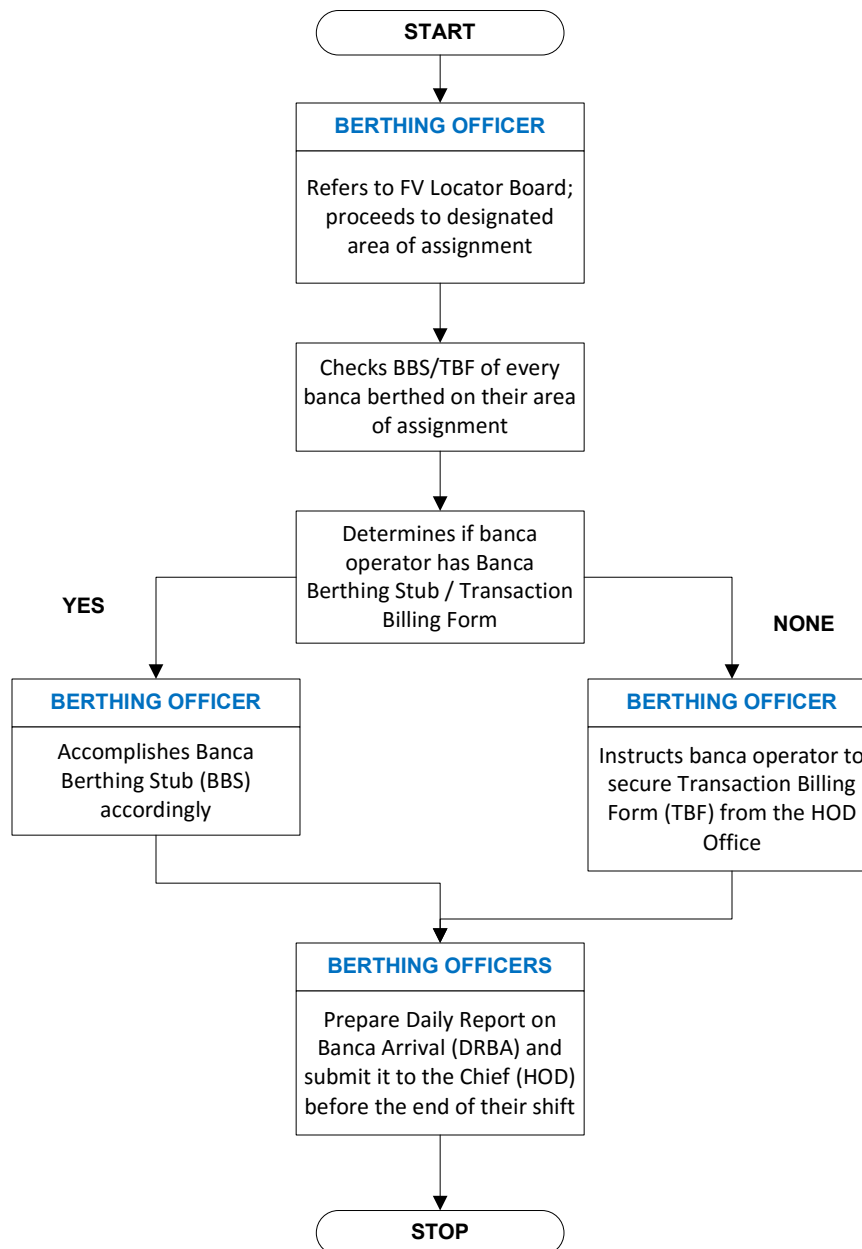 START
BERTHING OFFICER
Refers to FV Locator Board;
proceeds to designated
area of assignment
Checks BBS/TBF of every
banca berthed on their area
of assignment
Determines if banca
operator has Banca
Berthing Stub / Transaction
Billing Form
YES
NONE
BERTHING OFFICER
Accomplishes Banca
Berthing Stub (BBS)
accordingly
BERTHING OFFICER
Instructs banca operator to
secure Transaction Billing
Form (TBF) from the HOD
Office
BERTHING OFFICERS
Prepare Daily Report on
Banca Arrival (DRBA) and
submit it to the Chief (HOD)
before the end of their shift
STOP